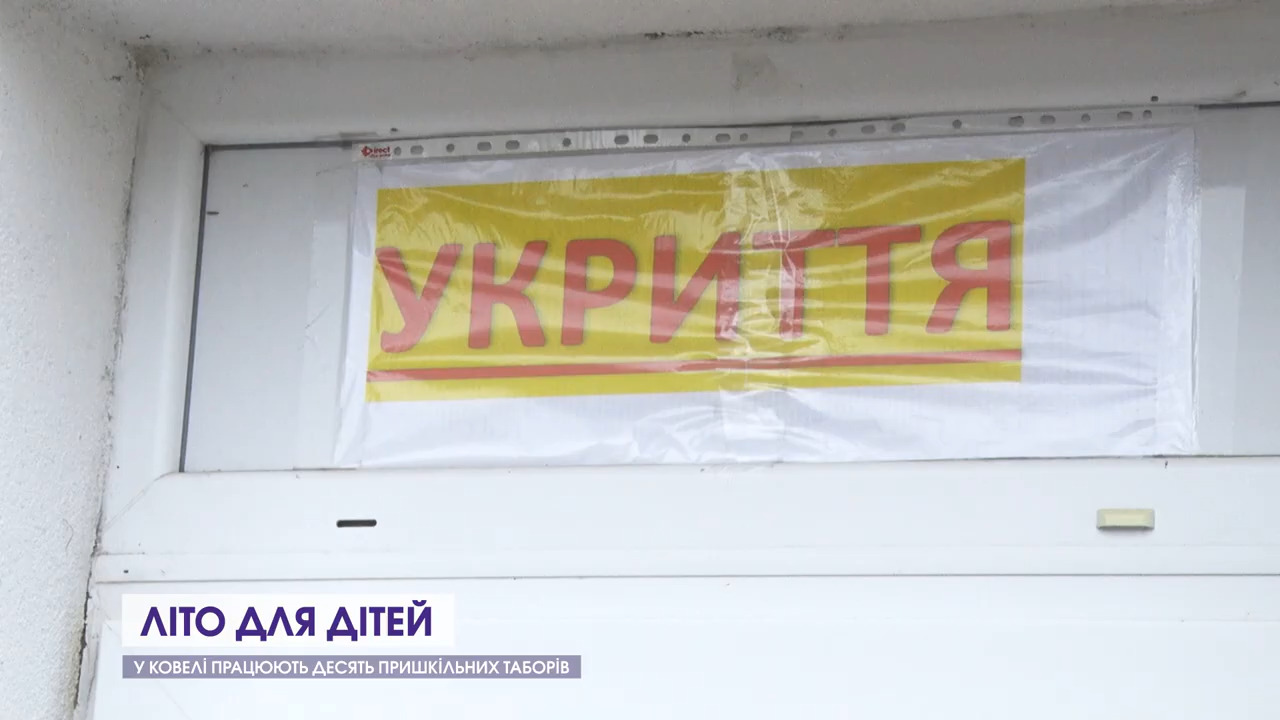 УКРИТТЯ
ЛІТО ДЛЯ ДІТЕЙ
У КОВЕЛІ ПРАЦЮЮТЬ ДЕСЯТЬ ПРИШКІЛЬНИХ ТАБОРІВ